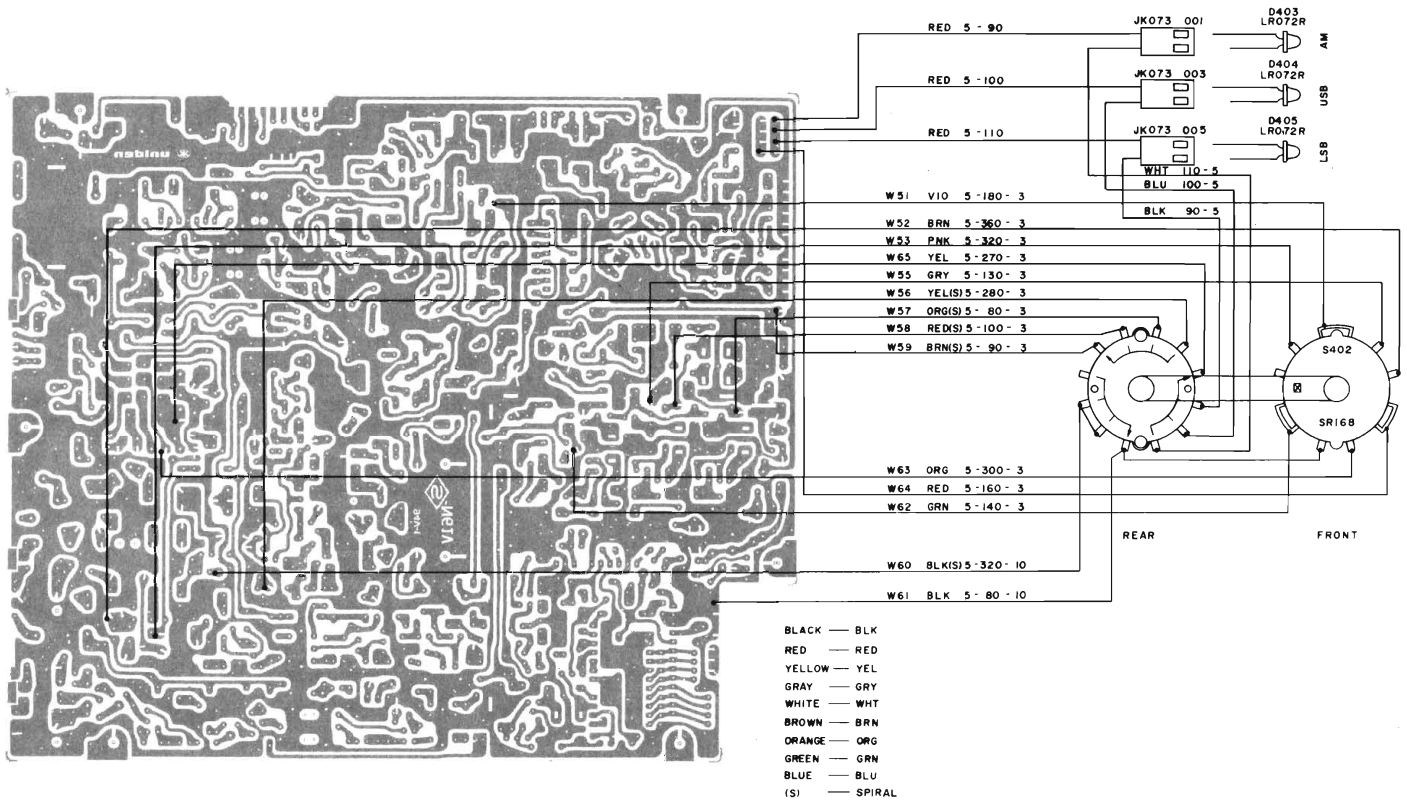 RED 5 - 90
JK073 001
D403
LR072R
AM
RED 5 - 100
JK073 003
D404
LR072R
USB
RED 5 - 110
JK073 005
D405
LR072R
LSB
WHT 110 - 5
BLU 100 - 5
BLK 90 - 5
W51 VIO 5 - 180 - 3
W52 BRN 5 - 360 - 3
W53 PNK 5 - 320 - 3
W65 YEL 5 - 270 - 3
W55 GRY 5 - 130 - 3
W56 YEL(S) 5 - 280 - 3
W57 ORG(S) 5 - 80 - 3
W58 RED(S) 5 - 100 - 3
W59 BRN(S) 5 - 90 - 3
uniden
S402
SR168
W63 ORG 5 - 300 - 3
W64 RED 5 - 160 - 3
W62 GRN 5 - 140 - 3
94V-1
REAR
FRONT
W60 BLK(S) 5 - 320 - 10
W61 BLK 5 - 80 - 10
BLACK — BLK
RED — RED
YELLOW — YEL
GRAY — GRY
WHITE — WHT
BROWN — BRN
ORANGE — ORG
GREEN — GRN
BLUE — BLU
(S) — SPIRAL